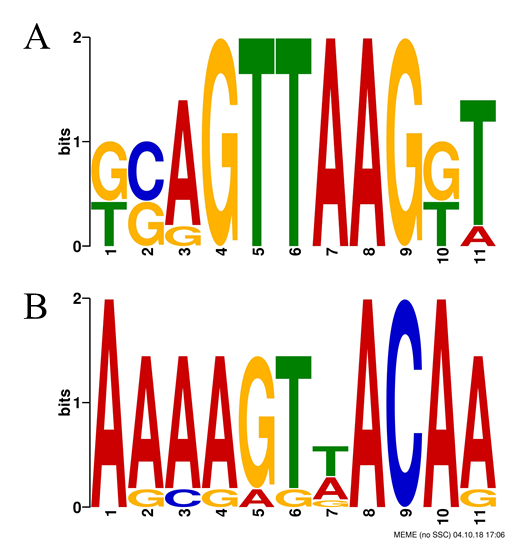 A
2
1
0
bits
G C A G T T A A G G T
T G G T A
1 2 3 4 5 6 7 8 9 10 11
B
2
1
0
bits
A A A A G T T A C A A
A
G C G A G G G
1 2 3 4 5 6 7 8 9 10 11
MEME (no SSC) 04.10.18 17:06